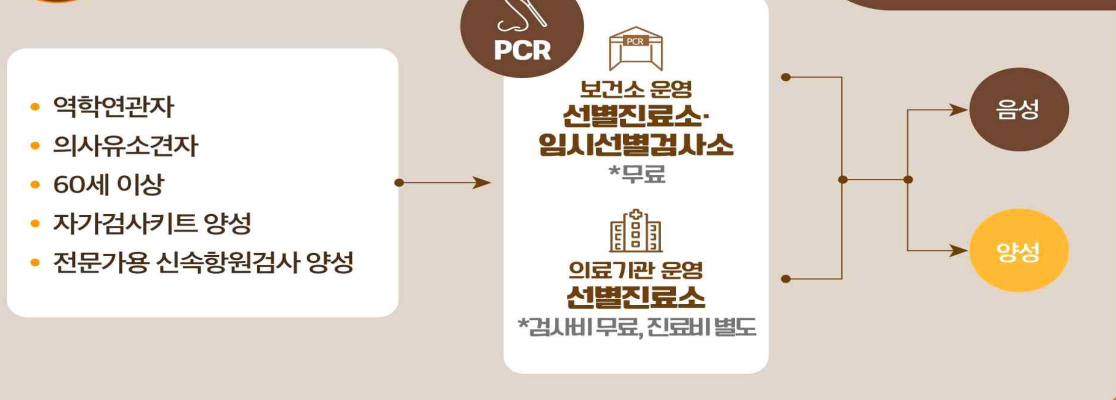 • 역학연관자
• 의사유소견자
• 60세 이상
• 자가검사키트 양성
• 전문가용 신속항원검사 양성
PCR
PCR
보건소 운영
선별진료소·
임시선별검사소
*무료
의료기관 운영
선별진료소
*검사비 무료, 진료비 별도
음성
양성